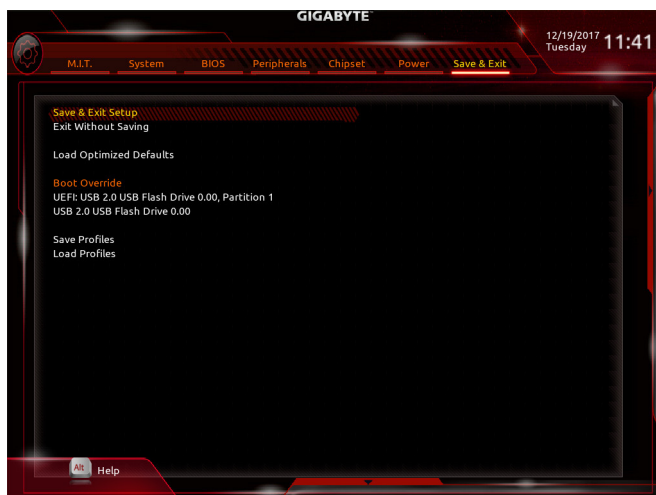 GIGABYTE™
12/19/2017 11:41
Tuesday
M.I.T. System BIOS Peripherals Chipset Power Save & Exit
Save & Exit Setup
Exit Without Saving
Load Optimized Defaults
Boot Override
UEFI: USB 2.0 USB Flash Drive 0.00, Partition 1
USB 2.0 USB Flash Drive 0.00
Save Profiles
Load Profiles
Alt Help